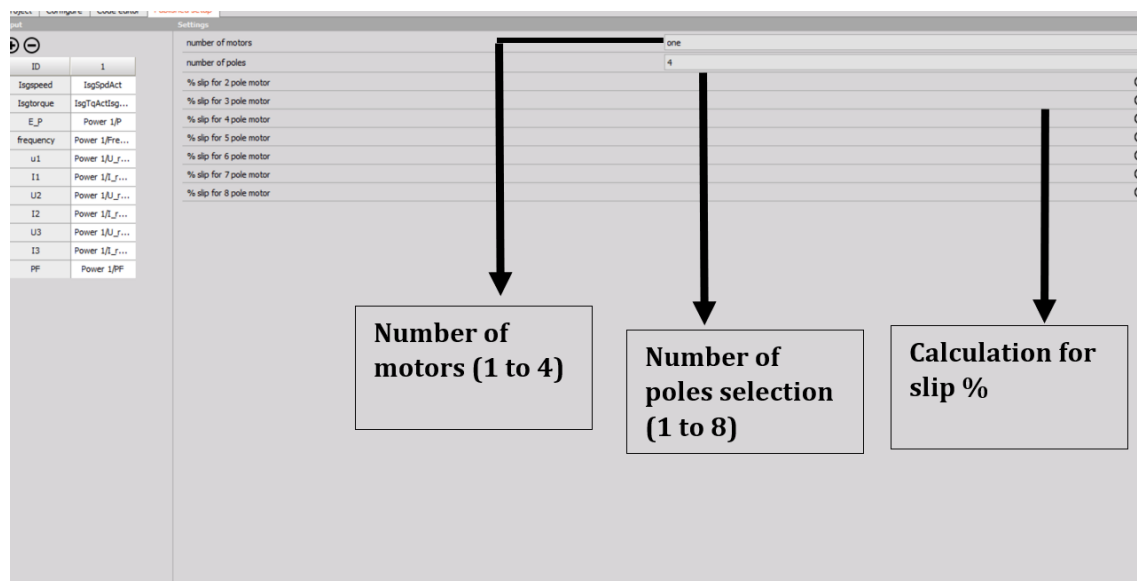 Settings
number of motors one
number of poles 4
ID 1
Isgspeed IsgSpdAct
Isgtorque IsgTqActIsg...
E_P Power 1/P
frequency Power 1/Fre...
u1 Power 1/U_r...
I1 Power 1/I_r...
U2 Power 1/U_r...
I2 Power 1/I_r...
U3 Power 1/U_r...
I3 Power 1/I_r...
PF Power 1/PF
% slip for 2 pole motor
% slip for 3 pole motor
% slip for 4 pole motor
% slip for 5 pole motor
% slip for 6 pole motor
% slip for 7 pole motor
% slip for 8 pole motor
Number of
motors (1 to 4)
Number of
poles selection
(1 to 8)
Calculation for
slip %